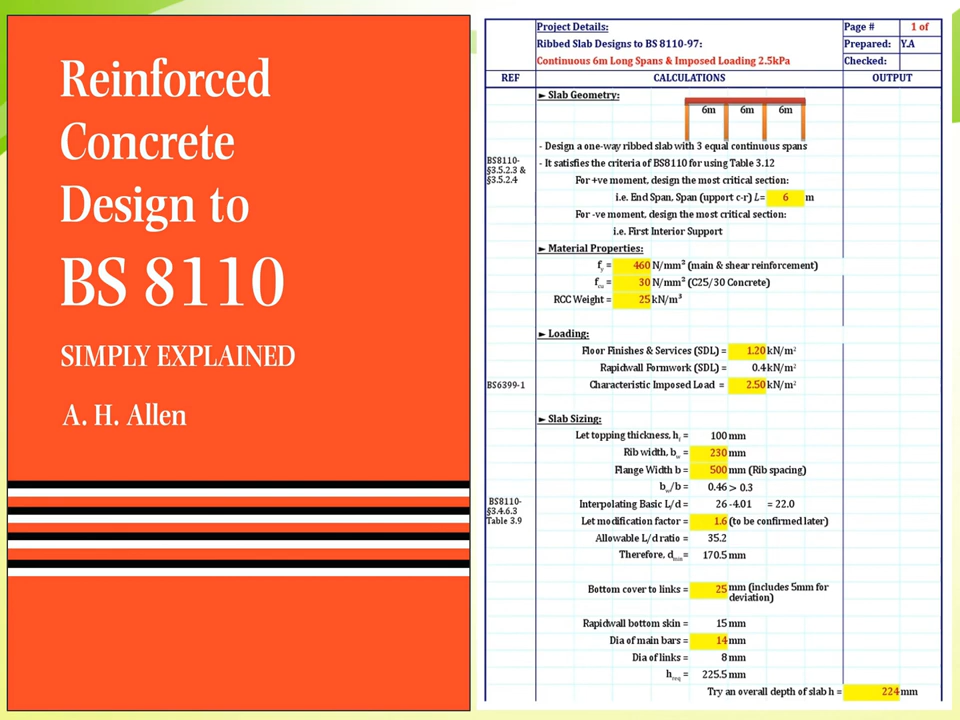 Reinforced
Concrete
Design to
BS 8110
SIMPLY EXPLAINED
A. H. Allen
Project Details:
Page # 1 of
Ribbed Slab Designs to BS 8110-97:
Prepared: Y.A
Continuous 6m Long Spans & Imposed Loading 2.5kPa
Checked:
REF CALCULATIONS OUTPUT
► Slab Geometry:
6m 6m 6m
- Design a one-way ribbed slab with 3 equal continuous spans
BS8110-
§3.5.2.3 &
§3.5.2.4
- It satisfies the criteria of BS8110 for using Table 3.12
For +ve moment, design the most critical section:
i.e. End Span, Span (upport c-r) L= 6 m
For -ve moment, design the most critical section:
i.e. First Interior Support
► Material Properties:
fy = 460 N/mm² (main & shear reinforcement)
fcu = 30 N/mm² (C25/30 Concrete)
RCC Weight = 25 kN/m³
► Loading:
Floor Finishes & Services (SDL) = 1.20 kN/m²
Rapidwall Formwork (SDL) = 0.4 kN/m²
BS6399-1 Characteristic Imposed Load = 2.50 kN/m²
► Slab Sizing:
Let topping thickness, hf = 100 mm
Rib width, bw = 230 mm
Flange Width b = 500 mm (Rib spacing)
bw/b = 0.46 > 0.3
BS8110-
§3.4.6.3
Table 3.9
Interpolating Basic L/d = 26 -4.01 = 22.0
Let modification factor = 1.6 (to be confirmed later)
Allowable L/d ratio = 35.2
Therefore, dmin= 170.5 mm
Bottom cover to links = 25 mm (includes 5mm for
deviation)
Rapidwall bottom skin = 15 mm
Dia of main bars = 14 mm
Dia of links = 8 mm
hreq = 225.5 mm
Try an overall depth of slab h = 224 mm